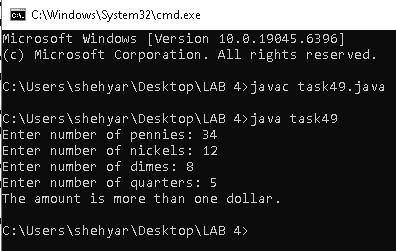 C:\Windows\System32\cmd.exe
Microsoft Windows [Version 10.0.19045.6396]
(c) Microsoft Corporation. All rights reserved.
C:\Users\shehyar\Desktop\LAB 4>javac task49.java
C:\Users\shehyar\Desktop\LAB 4>java task49
Enter number of pennies: 34
Enter number of nickels: 12
Enter number of dimes: 8
Enter number of quarters: 5
The amount is more than one dollar.
C:\Users\shehyar\Desktop\LAB 4>